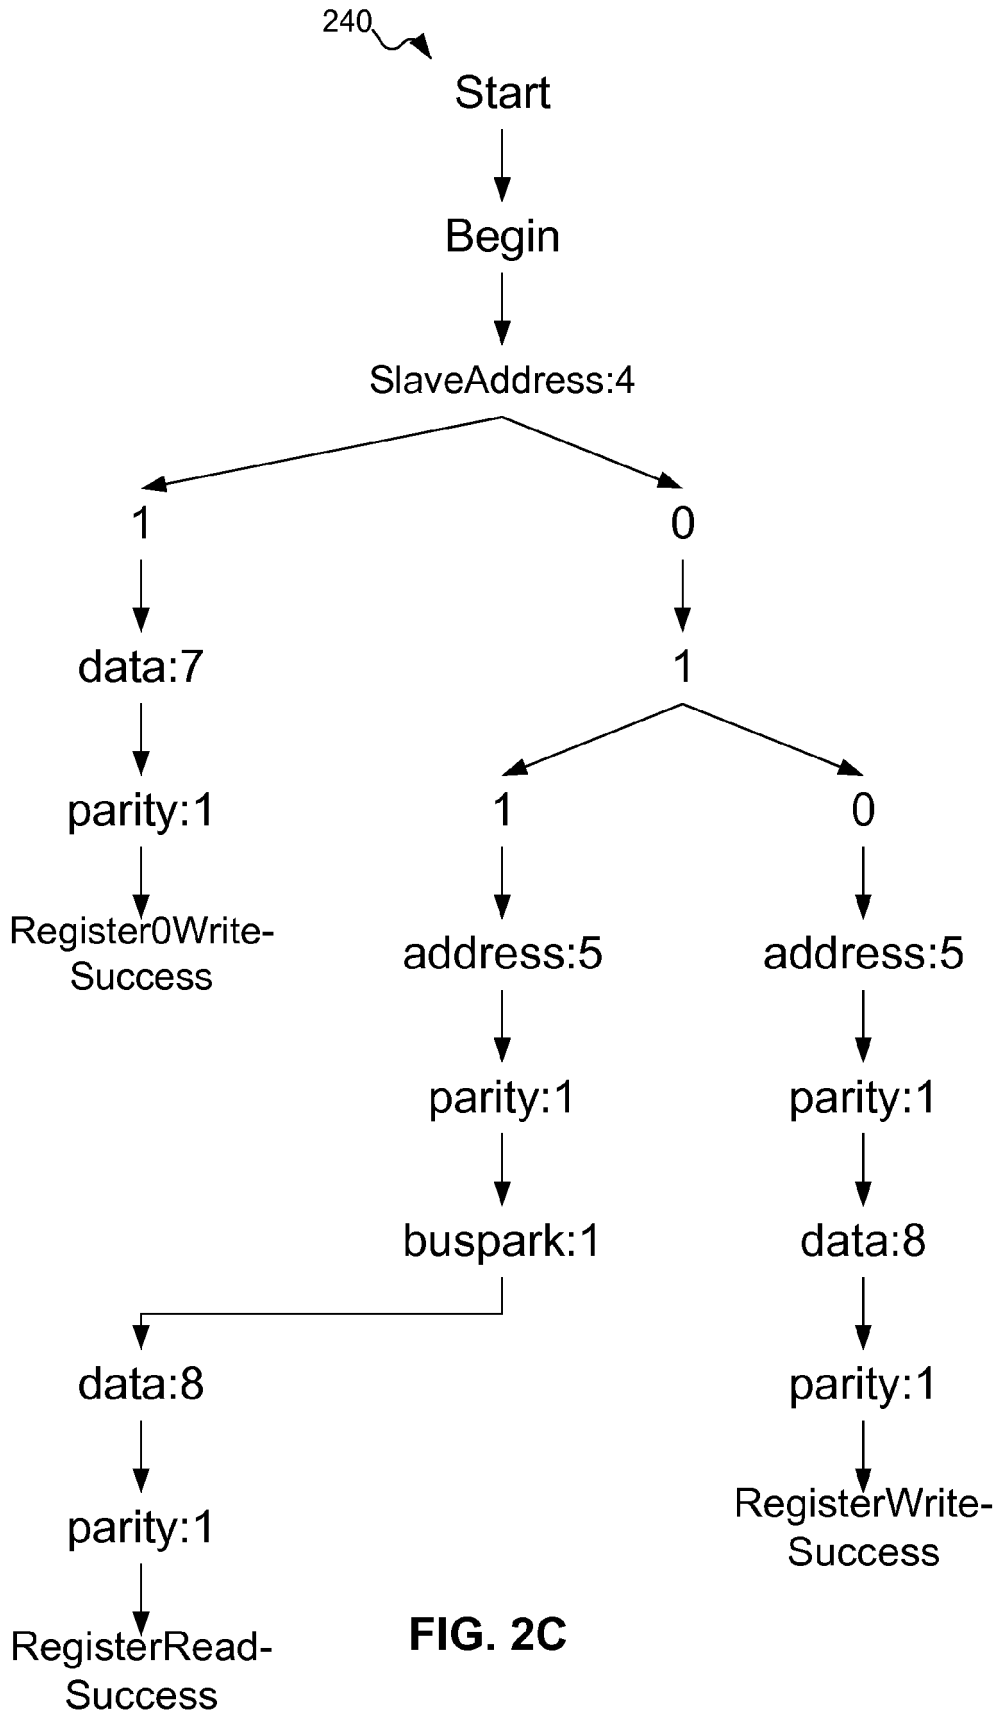 240
Start
Begin
SlaveAddress:4
1
0
data:7
1
parity:1
1
0
Register0Write-
Success
address:5
address:5
parity:1
parity:1
buspark:1
data:8
data:8
parity:1
RegisterWrite-
Success
parity:1
RegisterRead-
Success
FIG. 2C